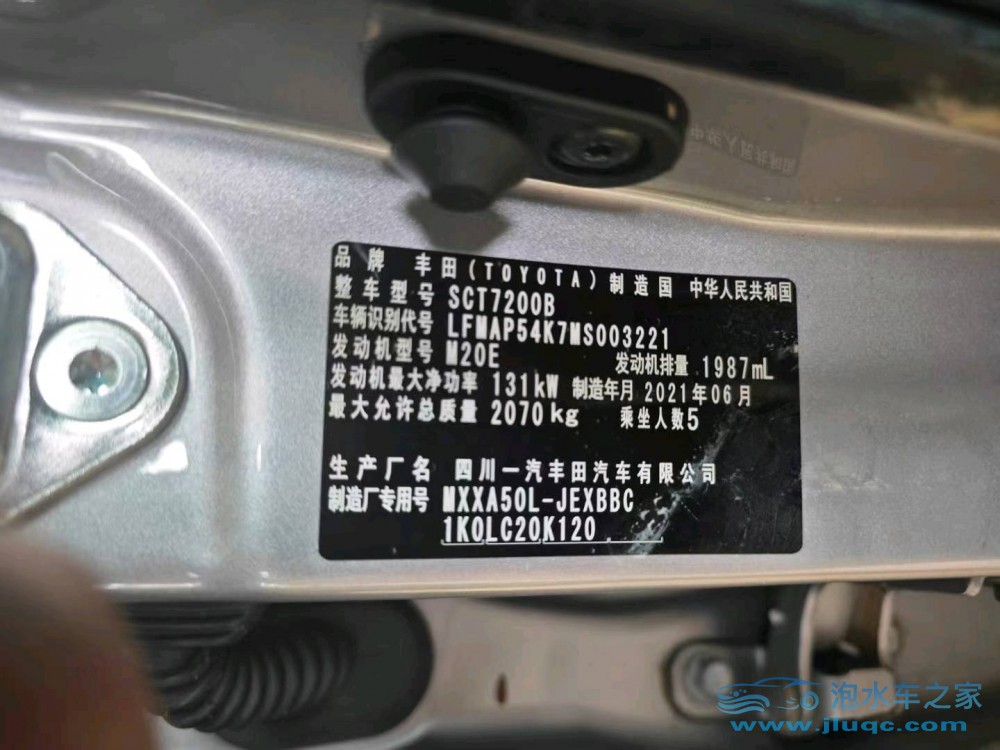 品牌 丰田(TOYOTA) 制造国 中华人民共和国
整车型号 SCT7200B
车辆识别代号 LFMAP54K7MS003221
发动机型号 M20E 发动机排量 1987mL
发动机最大净功率 131kW 制造年月 2021年06月
最大允许总质量 2070kg 乘坐人数5
生产厂名 四川一汽丰田汽车有限公司
制造厂专用号 MXXA50L-JEXBBC
1K0LC20K120
泡水车之家
www.jluqc.com